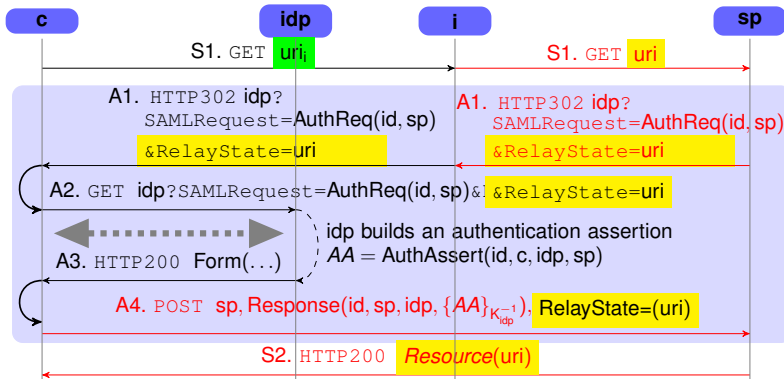 c idp i sp
S1. GET uriᵢ S1. GET uri
A1. HTTP302 idp? A1. HTTP302 idp?
SAMLRequest=AuthReq(id, sp) SAMLRequest=AuthReq(id, sp)
&RelayState=uri &RelayState=uri
A2. GET idp?SAMLRequest=AuthReq(id, sp)& &RelayState=uri
idp builds an authentication assertion
AA = AuthAssert(id, c, idp, sp)
A3. HTTP200 Form(...)
A4. POST sp, Response(id, sp, idp, {AA}_{K_{idp}^{-1}}), RelayState=(uri)
S2. HTTP200 Resource(uri)